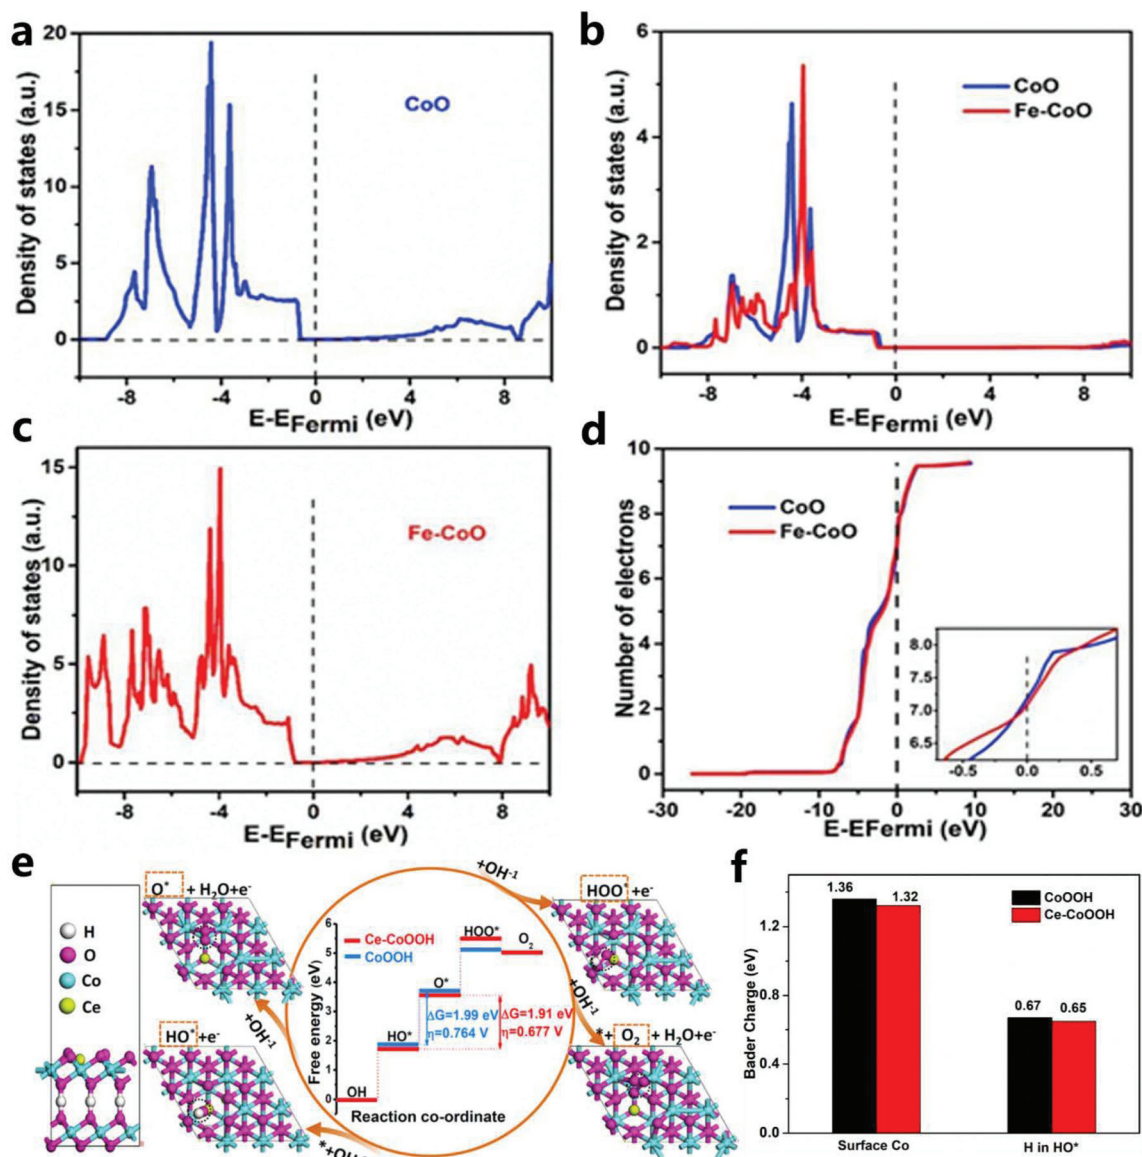 a
20
15
10
5
0
-8
-4
0
4
8
Density of states (a.u.)
CoO
E-EFermi (eV)
b
6
4
2
0
-8
-4
0
4
8
Density of states (a.u.)
CoO
Fe-CoO
E-EFermi (eV)
c
15
10
5
0
-8
-4
0
4
8
Density of states (a.u.)
Fe-CoO
E-EFermi (eV)
d
10
8
6
4
2
0
-30
-20
-10
0
10
20
30
Number of electrons
CoO
Fe-CoO
8.0
7.5
7.0
6.5
-0.5
0.0
0.5
E-EFermi (eV)
e
H
O
Co
Ce
O* + H2O+e-
+OH-1
HOO* +e-
+OH-1
HO* +e-
+OH-1
*+ O2 + H2O+e-
6
5
4
3
2
1
0
Free energy (eV)
Ce-CoOOH
CoOOH
HOO*
O2
O*
ΔG=1.99 eV
η=0.764 V
ΔG=1.91 eV
η=0.677 V
HO*
OH
Reaction co-ordinate
f
1.2
0.8
0.4
0.0
Bader Charge (eV)
1.36
1.32
CoOOH
Ce-CoOOH
0.67
0.65
Surface Co
H in HO*